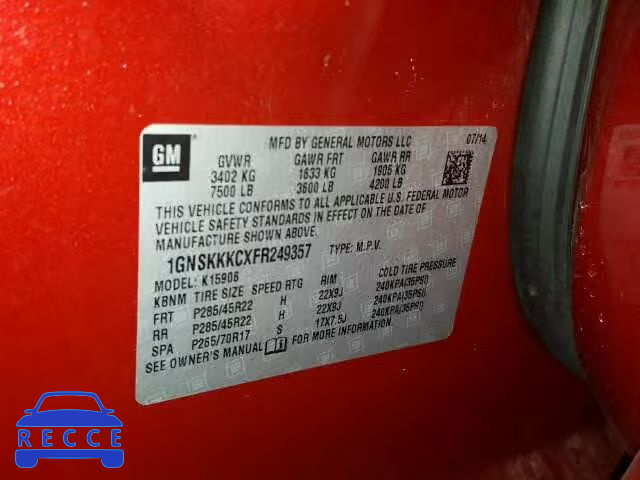 GM
MFD BY GENERAL MOTORS LLC 07/14
GVWR GAWR FRT GAWR RR
3402 KG 1633 KG 1905 KG
7500 LB 3600 LB 4200 LB
THIS VEHICLE CONFORMS TO ALL APPLICABLE U.S. FEDERAL MOTOR
VEHICLE SAFETY STANDARDS IN EFFECT ON THE DATE OF
MANUFACTURE SHOWN ABOVE.
1GNSKKKCXFR249357 TYPE: M.P.V.
MODEL: K15906
KBNM TIRE SIZE SPEED RTG RIM COLD TIRE PRESSURE
FRT P285/45R22 H 22X9J 240KPA(35PSI)
RR P285/45R22 H 22X9J 240KPA(35PSI)
SPA P265/70R17 S 17X7.5J 240KPA(35PSI)
SEE OWNER'S MANUAL FOR MORE INFORMATION.
RECCE